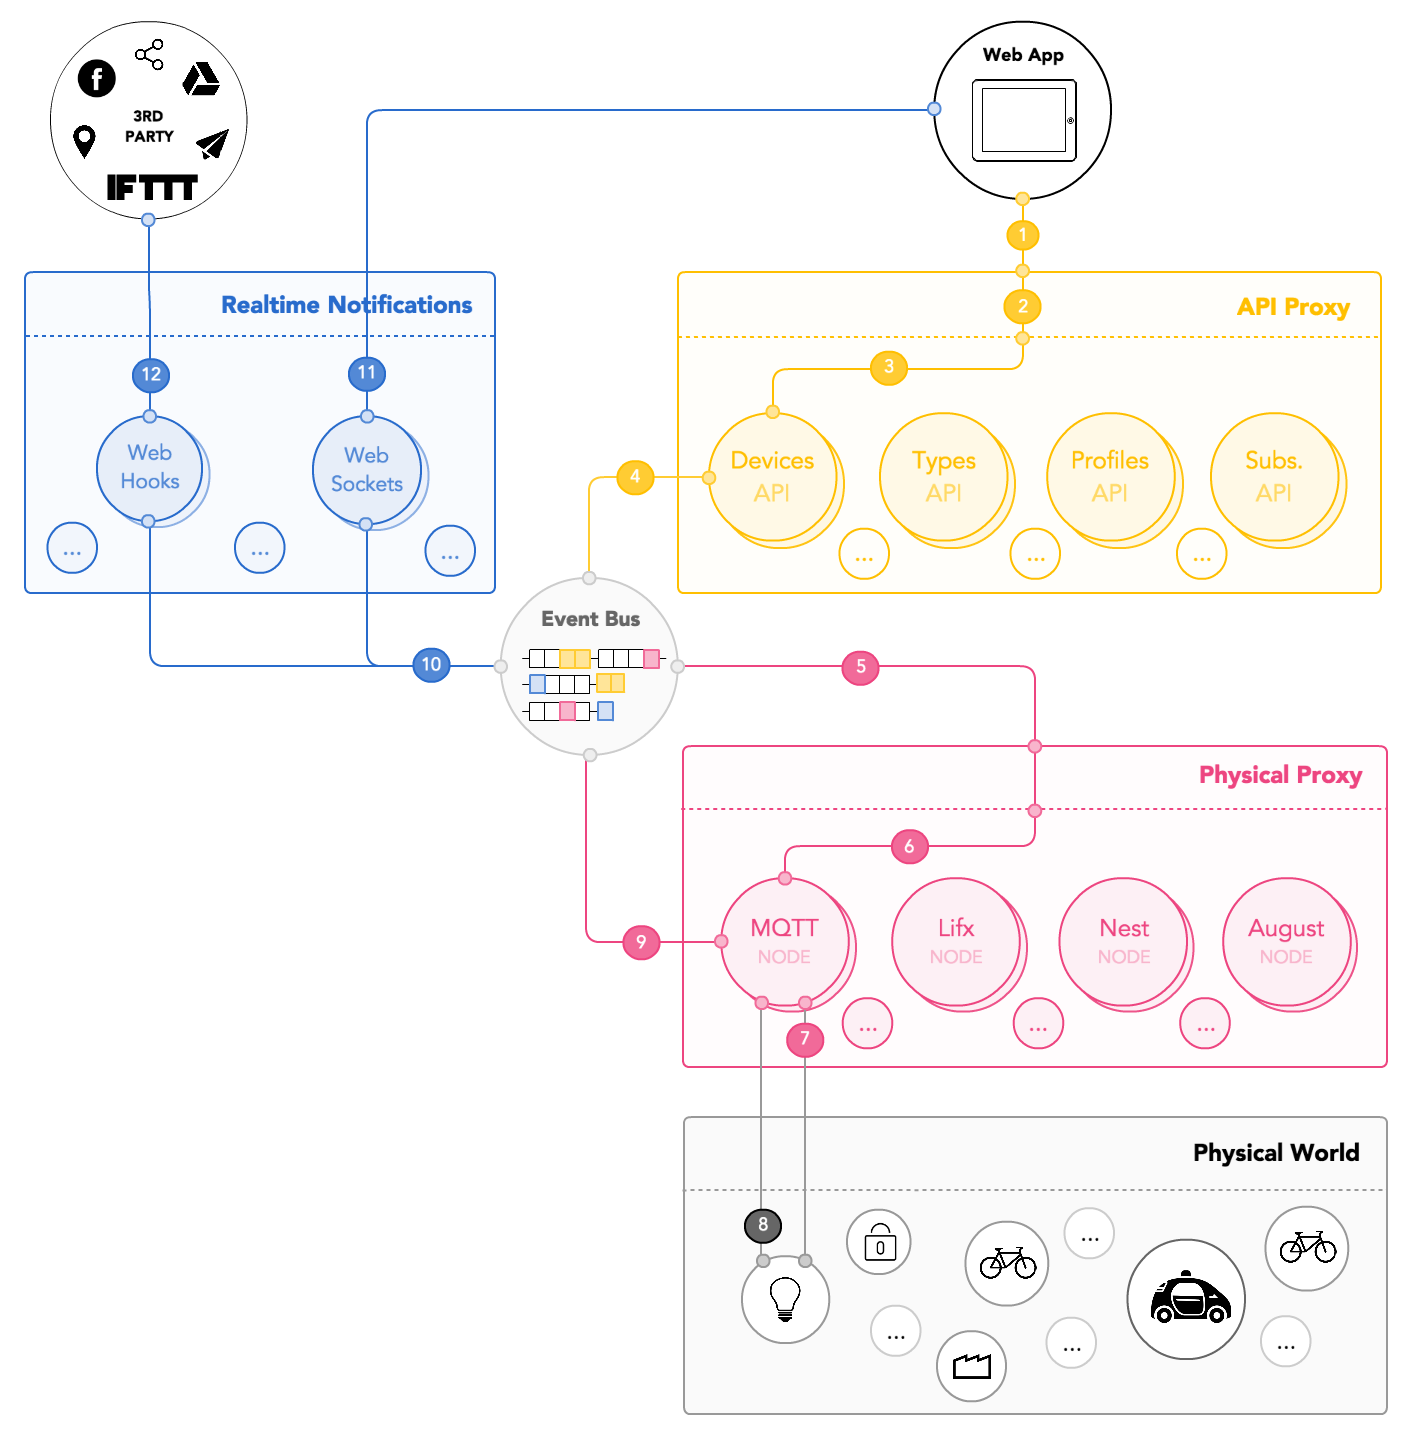 3RD
PARTY
IFTTT
Web App
1
Realtime Notifications
2
API Proxy
12
11
3
Web
Hooks
Web
Sockets
Devices
API
Types
API
Profiles
API
Subs.
API
4
...
...
...
...
...
...
Event Bus
10
5
Physical Proxy
6
MQTT
NODE
Lifx
NODE
Nest
NODE
August
NODE
9
...
...
...
7
Physical World
8
...
...
...
...